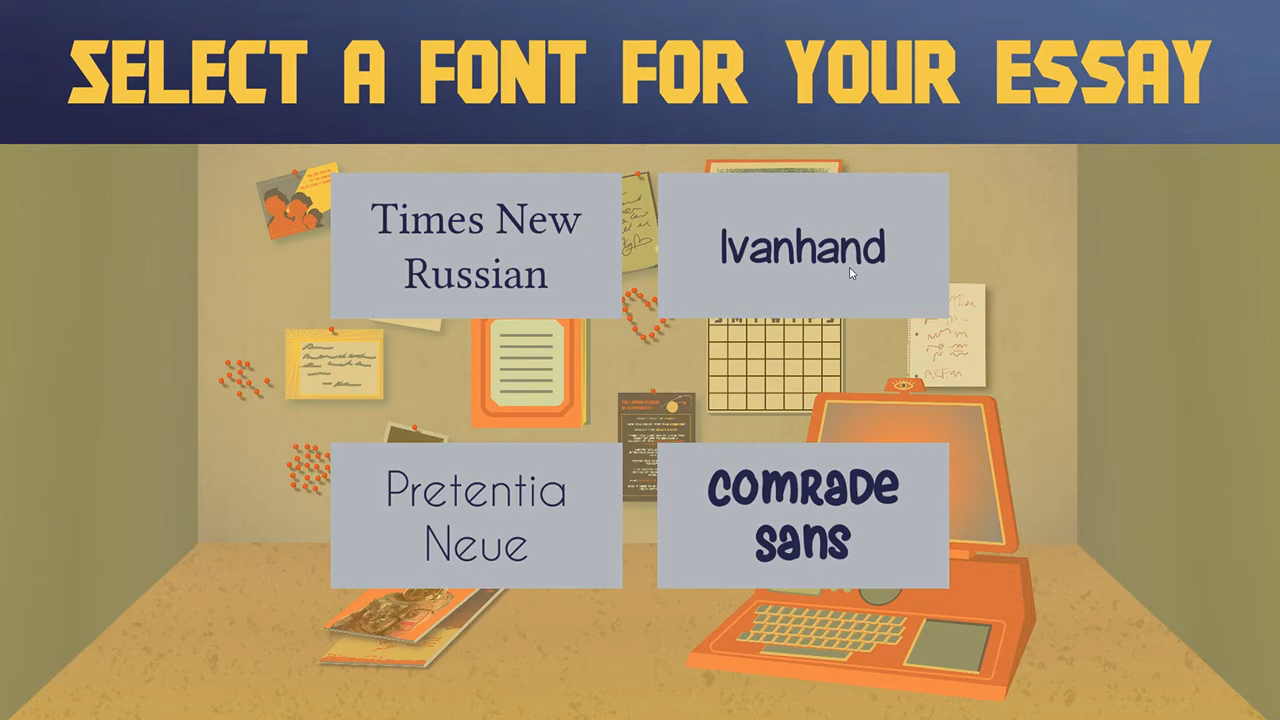 SELECT A FONT FOR YOUR ESSAY
Times New
Russian
Ivanhand
S M T W T F S
Pretentia
Neue
comrade
sans